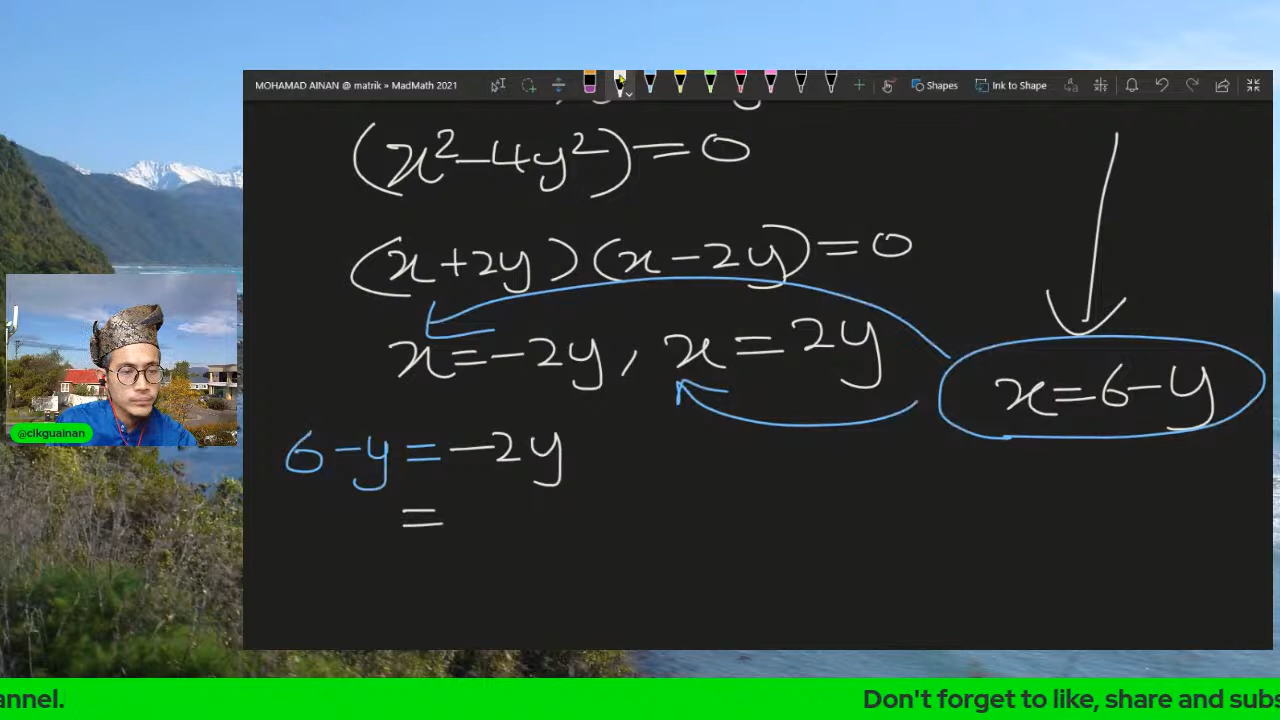 MOHAMAD AINAN @ matrik » MadMath 2021
Shapes
Ink to Shape
(x²-4y²)=0
(x+2y)(x-2y)=0
x=-2y, x=2y
x=6-y
6-y=-2y
=
@cikguainan
annel.
Don't forget to like, share and subs